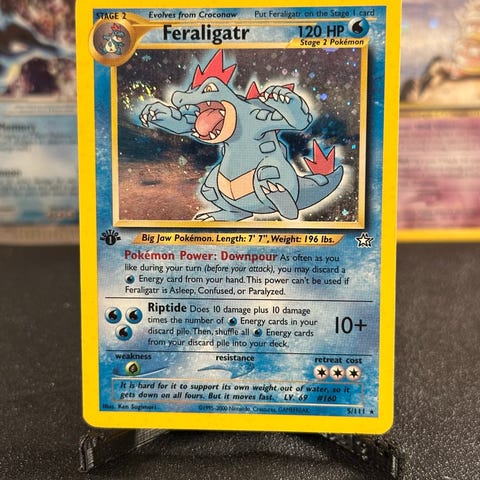 STAGE 2 Evolves from Croconaw Put Feraligatr on the Stage 1 card
Feraligatr 120 HP
Stage 2 Pokémon
EDITION 1
Big Jaw Pokémon. Length: 7' 7", Weight: 196 lbs.
Pokémon Power: Downpour As often as you
like during your turn (before your attack), you may discard a
Energy card from your hand. This power can't be used if
Feraligatr is Asleep, Confused, or Paralyzed.
Riptide Does 10 damage plus 10 damage
times the number of Energy cards in your
discard pile. Then, shuffle all Energy cards
from your discard pile into your deck.
10+
weakness resistance retreat cost
It is hard for it to support its own weight out of water, so it
gets down on all fours. But it moves fast. LV. 69 #160
Illus. Ken Sugimori ©1995-2000 Nintendo, Creatures, GAMEFREAK. 5/111